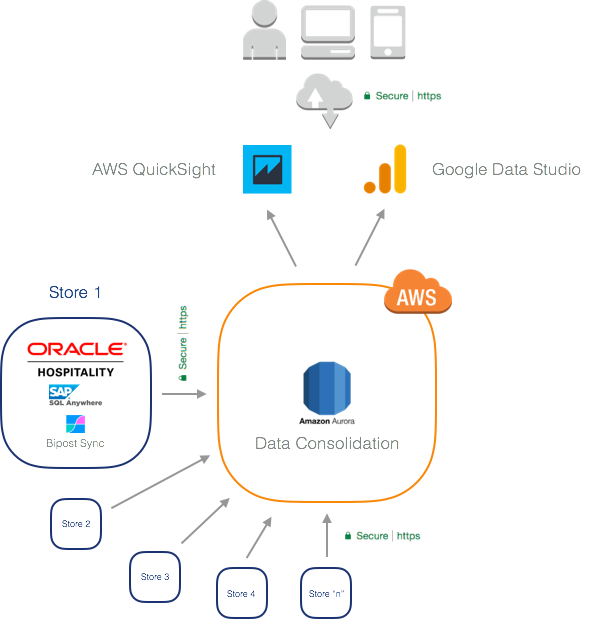 Secure | https
AWS QuickSight
Google Data Studio
Store 1
AWS
Secure | https
ORACLE®
HOSPITALITY
SAP
SQL Anywhere
Bipost Sync
Amazon Aurora
Data Consolidation
Store 2
Secure | https
Store 3
Store 4
Store "n"